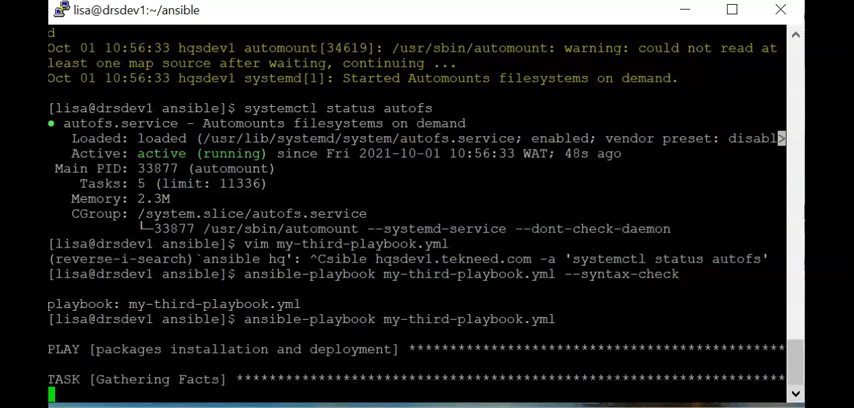 lisa@drsdev1:~/ansible
d
Oct 01 10:56:33 hqsdev1 automount[34619]: /usr/sbin/automount: warning: could not read at
least one map source after waiting, continuing ...
Oct 01 10:56:33 hqsdev1 systemd[1]: Started Automounts filesystems on demand.
[lisa@drsdev1 ansible]$ systemctl status autofs
● autofs.service - Automounts filesystems on demand
Loaded: loaded (/usr/lib/systemd/system/autofs.service; enabled; vendor preset: disabl>
Active: active (running) since Fri 2021-10-01 10:56:33 WAT; 48s ago
Main PID: 33877 (automount)
Tasks: 5 (limit: 11336)
Memory: 2.3M
CGroup: /system.slice/autofs.service
└─33877 /usr/sbin/automount --systemd-service --dont-check-daemon
[lisa@drsdev1 ansible]$ vim my-third-playbook.yml
(reverse-i-search)`ansible hq': ^Csible hqsdev1.tekneed.com -a 'systemctl status autofs'
[lisa@drsdev1 ansible]$ ansible-playbook my-third-playbook.yml --syntax-check
playbook: my-third-playbook.yml
[lisa@drsdev1 ansible]$ ansible-playbook my-third-playbook.yml
PLAY [packages installation and deployment] *********************************************
TASK [Gathering Facts] ******************************************************************